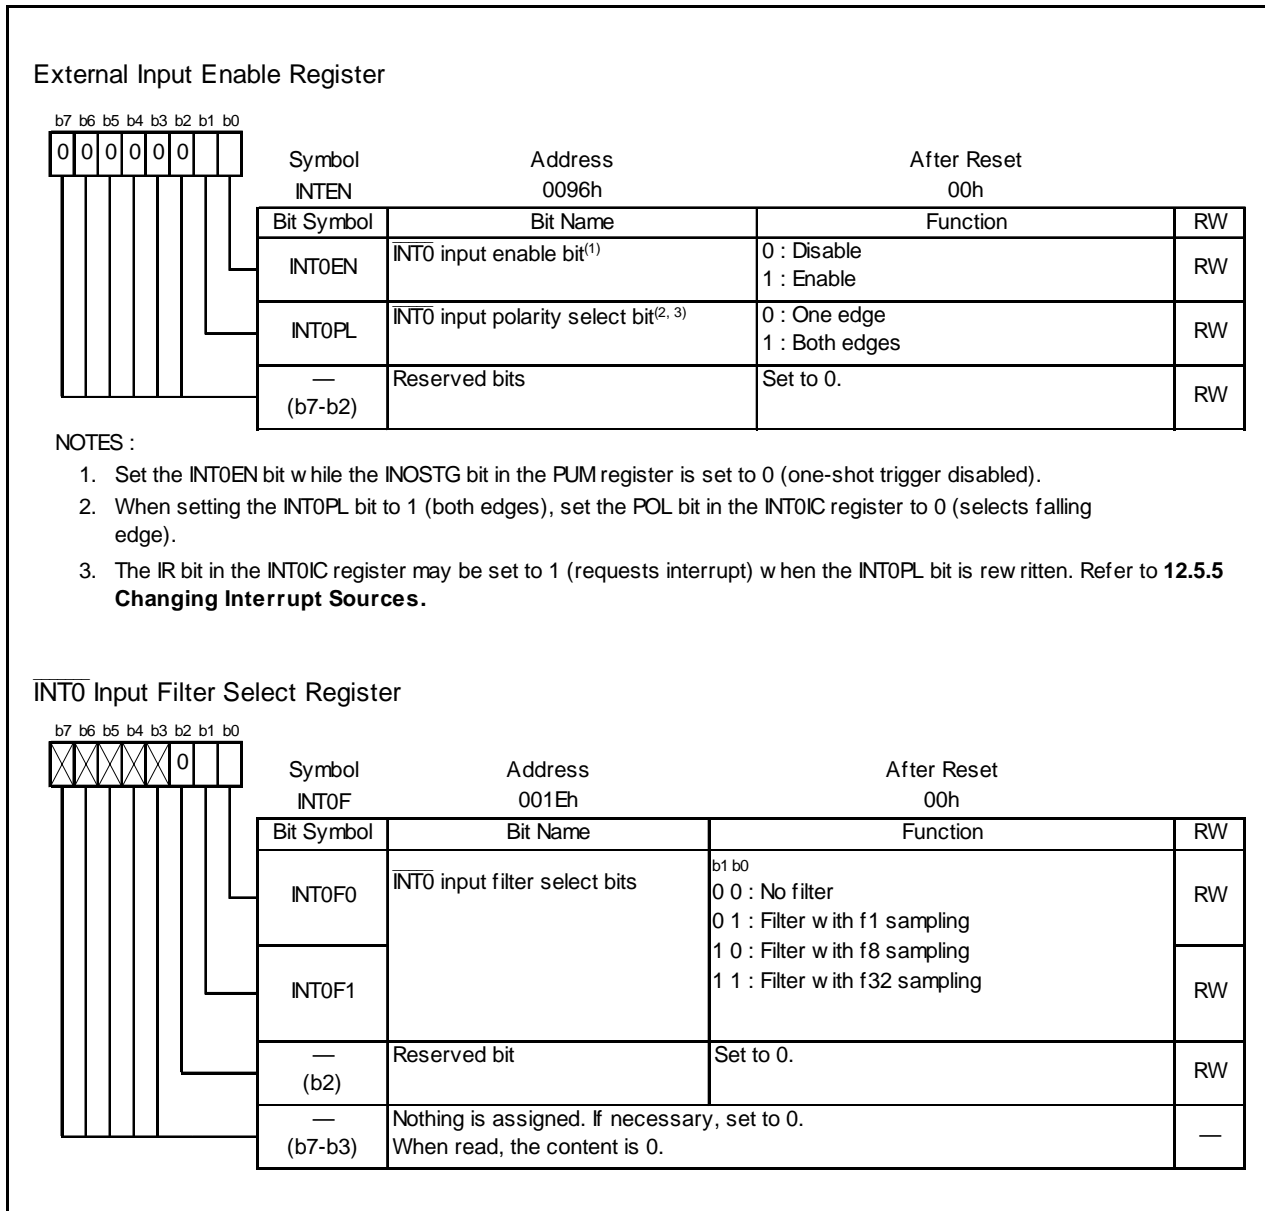 External Input Enable Register
b7 b6 b5 b4 b3 b2 b1 b0
0 0 0 0 0 0
Symbol Address After Reset
INTEN 0096h 00h
Bit Symbol Bit Name Function RW
INT0EN INT0 input enable bit(1) 0 : Disable RW
1 : Enable
INT0PL INT0 input polarity select bit(2, 3) 0 : One edge RW
1 : Both edges
— Reserved bits Set to 0. RW
(b7-b2)
NOTES :
1. Set the INT0EN bit while the INOSTG bit in the PUM register is set to 0 (one-shot trigger disabled).
2. When setting the INT0PL bit to 1 (both edges), set the POL bit in the INT0IC register to 0 (selects falling
edge).
3. The IR bit in the INT0IC register may be set to 1 (requests interrupt) when the INT0PL bit is rewritten. Refer to 12.5.5
Changing Interrupt Sources.
INT0 Input Filter Select Register
b7 b6 b5 b4 b3 b2 b1 b0
0
Symbol Address After Reset
INT0F 001Eh 00h
Bit Symbol Bit Name Function RW
INT0F0 INT0 input filter select bits b1 b0 RW
0 0 : No filter
0 1 : Filter with f1 sampling
1 0 : Filter with f8 sampling
INT0F1 1 1 : Filter with f32 sampling RW
— Reserved bit Set to 0. RW
(b2)
— Nothing is assigned. If necessary, set to 0. —
(b7-b3) When read, the content is 0.